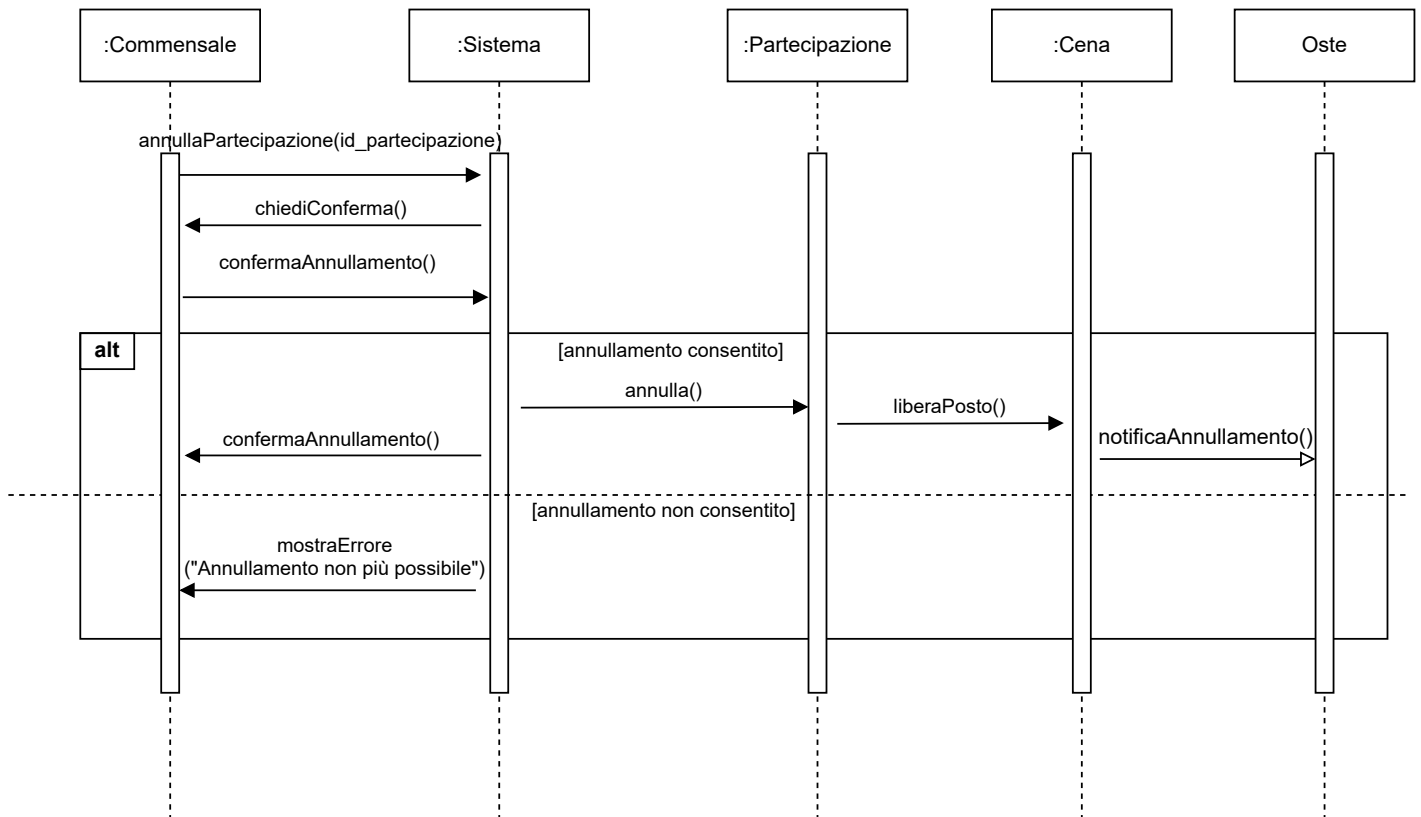 :Commensale
:Sistema
:Partecipazione
:Cena
Oste
annullaPartecipazione(id_partecipazione)
chiediConferma()
confermaAnnullamento()
alt
[annullamento consentito]
annulla()
liberaPosto()
confermaAnnullamento()
notificaAnnullamento()
[annullamento non consentito]
mostraErrore
("Annullamento non più possibile")